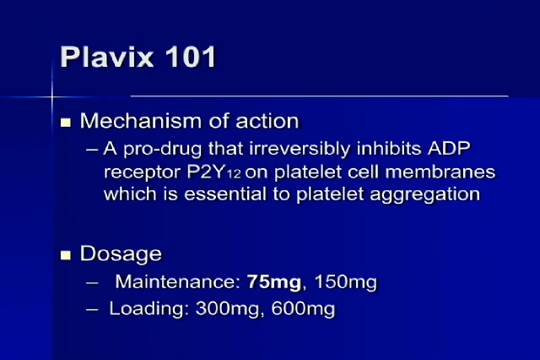 Plavix 101
■ Mechanism of action
– A pro-drug that irreversibly inhibits ADP
receptor P2Y12 on platelet cell membranes
which is essential to platelet aggregation
■ Dosage
– Maintenance: 75mg, 150mg
– Loading: 300mg, 600mg